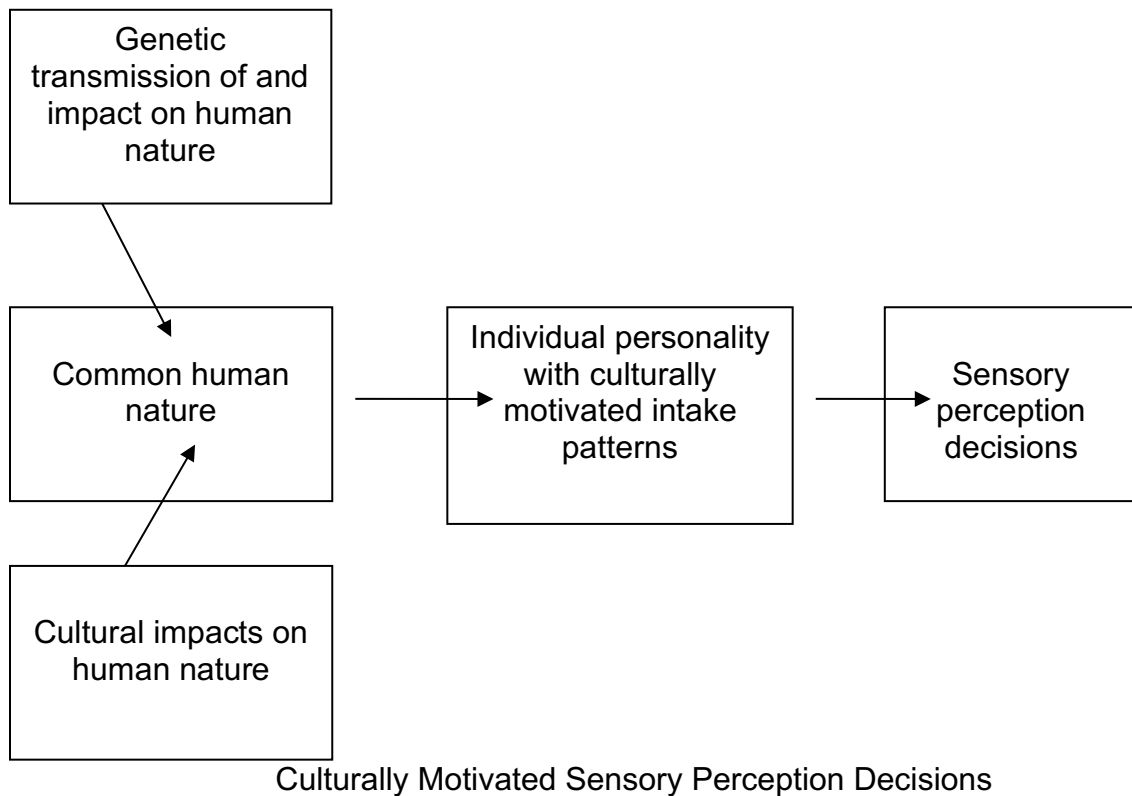 Genetic
transmission of and
impact on human
nature
Common human
nature
Individual personality
with culturally
motivated intake
patterns
Sensory
perception
decisions
Cultural impacts on
human nature
Culturally Motivated Sensory Perception Decisions